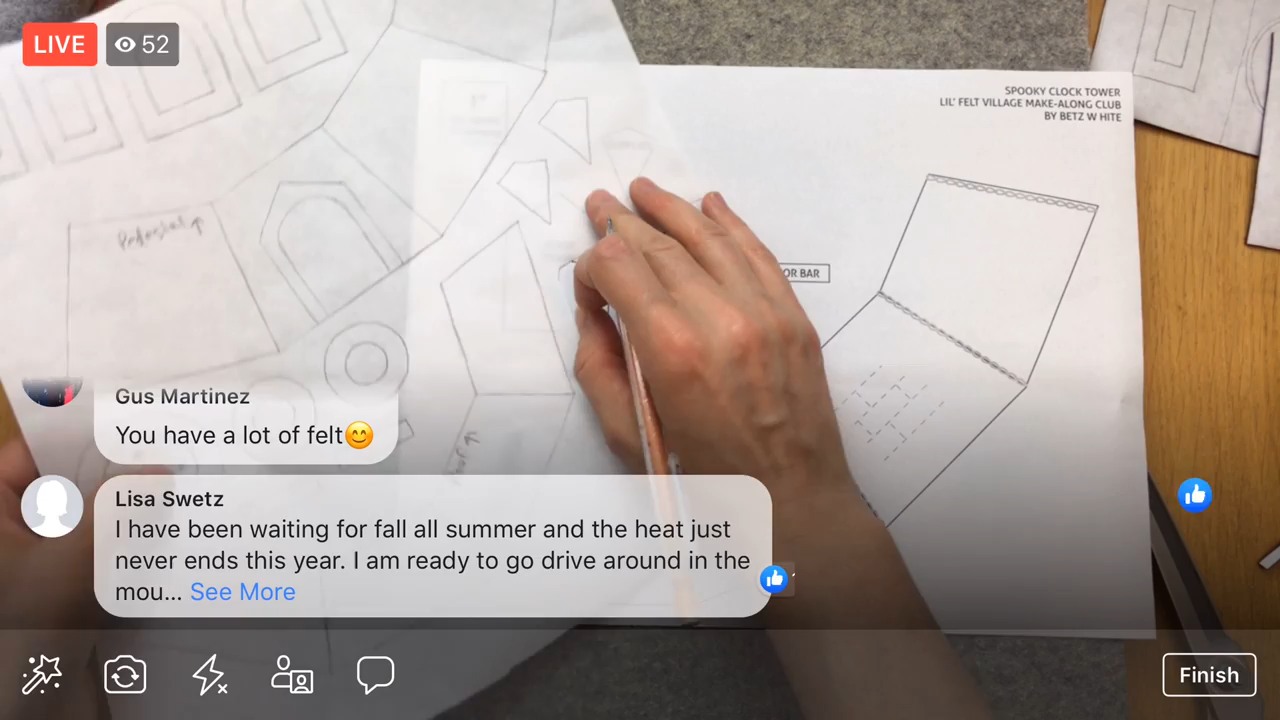 LIVE
52
SPOOKY CLOCK TOWER
LIL' FELT VILLAGE MAKE-ALONG CLUB
BY BETZ WHITE
OR BAR
Gus Martinez
You have a lot of felt😊
Lisa Swetz
I have been waiting for fall all summer and the heat just
never ends this year. I am ready to go drive around in the
mou... See More
Finish